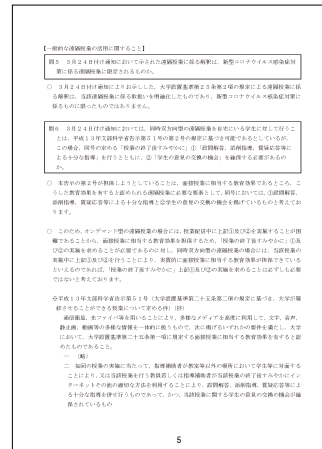 【一般的な遠隔授業の活用に関すること】
問5 3月24日付け通知において示された遠隔授業に係る解釈は、新型コロナウイルス感染症対
策に係る遠隔授業に限定されるものか。
○ 3月24日付け通知によりお示しした、大学設置基準第25条第2項の規定による遠隔授業に係
る解釈は、当該遠隔授業に係る取扱いを明確化したものであり、新型コロナウイルス感染症対策に
係るものに限ったものではありません。
問6 3月24日付け通知においては、同時双方向型の遠隔授業を自宅にいる学生に対して行うこ
とは、平成13年文部科学省告示第51号の第2号の規定に基づき可能であるとしているが、
この場合、同号の定める「授業の終了後すみやかに」①設問解答、添削指導、質疑応答等に
よる十分な指導」を行うとともに、②「学生の意見の交換の機会」を確保する必要があるの
か。
○ 本告示の第2号が担保しようとしていることは、面接授業に相当する教育効果であるところ、こ
うした教育効果を有すると認められる遠隔授業に必要な要素として、同号においては、①設問解答、
添削指導、質疑応答等による十分な指導と②学生の意見の交換の機会を掲げているものと考えてお
ります。
○ このため、オンデマンド型の遠隔授業の場合には、授業配信中に上記①及び②を実施することが困
難であることから、面接授業に相当する教育効果を担保するため、「授業の終了後すみやかに」①及
び②の実施を求めることが必要であるのに対し、同時双方向型の遠隔授業の場合には、当該授業の
実施中に上記①及び②を行うことにより、実質的に面接授業に相当する教育効果が担保できている
といえるのであれば、「授業の終了後すみやかに」上記①及び②の実施を求めることは必ずしも必要
ではないと考えております。
※平成13年文部科学省告示第51号(大学設置基準第二十五条第二項の規定に基づき、大学が履
修させることができる授業について定める件)(抄)
通信衛星、光ファイバ等を用いることにより、多様なメディアを高度に利用して、文字、音声、
静止画、動画等の多様な情報を一体的に扱うもので、次に掲げるいずれかの要件を満たし、大学
において、大学設置基準第二十五条第一項に規定する面接授業に相当する教育効果を有すると認
めたものであること。
一 (略)
二 毎回の授業の実施に当たって、指導補助者が教室等以外の場所において学生等に対面する
ことにより、又は当該授業を行う教員若しくは指導補助者が当該授業の終了後すみやかにイン
ターネットその他の適切な方法を利用することにより、設問解答、添削指導、質疑応答等によ
る十分な指導を併せ行うものであって、かつ、当該授業に関する学生の意見の交換の機会が確
保されているもの
5